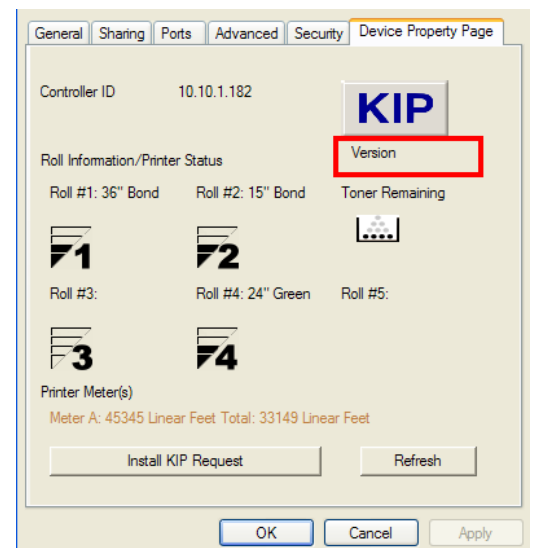 General Sharing Ports Advanced Security Device Property Page
Controller ID 10.10.1.182
KIP
Version
Roll Information/Printer Status
Roll #1: 36" Bond Roll #2: 15" Bond Toner Remaining
1 2
Roll #3: Roll #4: 24" Green Roll #5:
3 4
Printer Meter(s)
Meter A: 45345 Linear Feet Total: 33149 Linear Feet
Install KIP Request Refresh
OK Cancel Apply